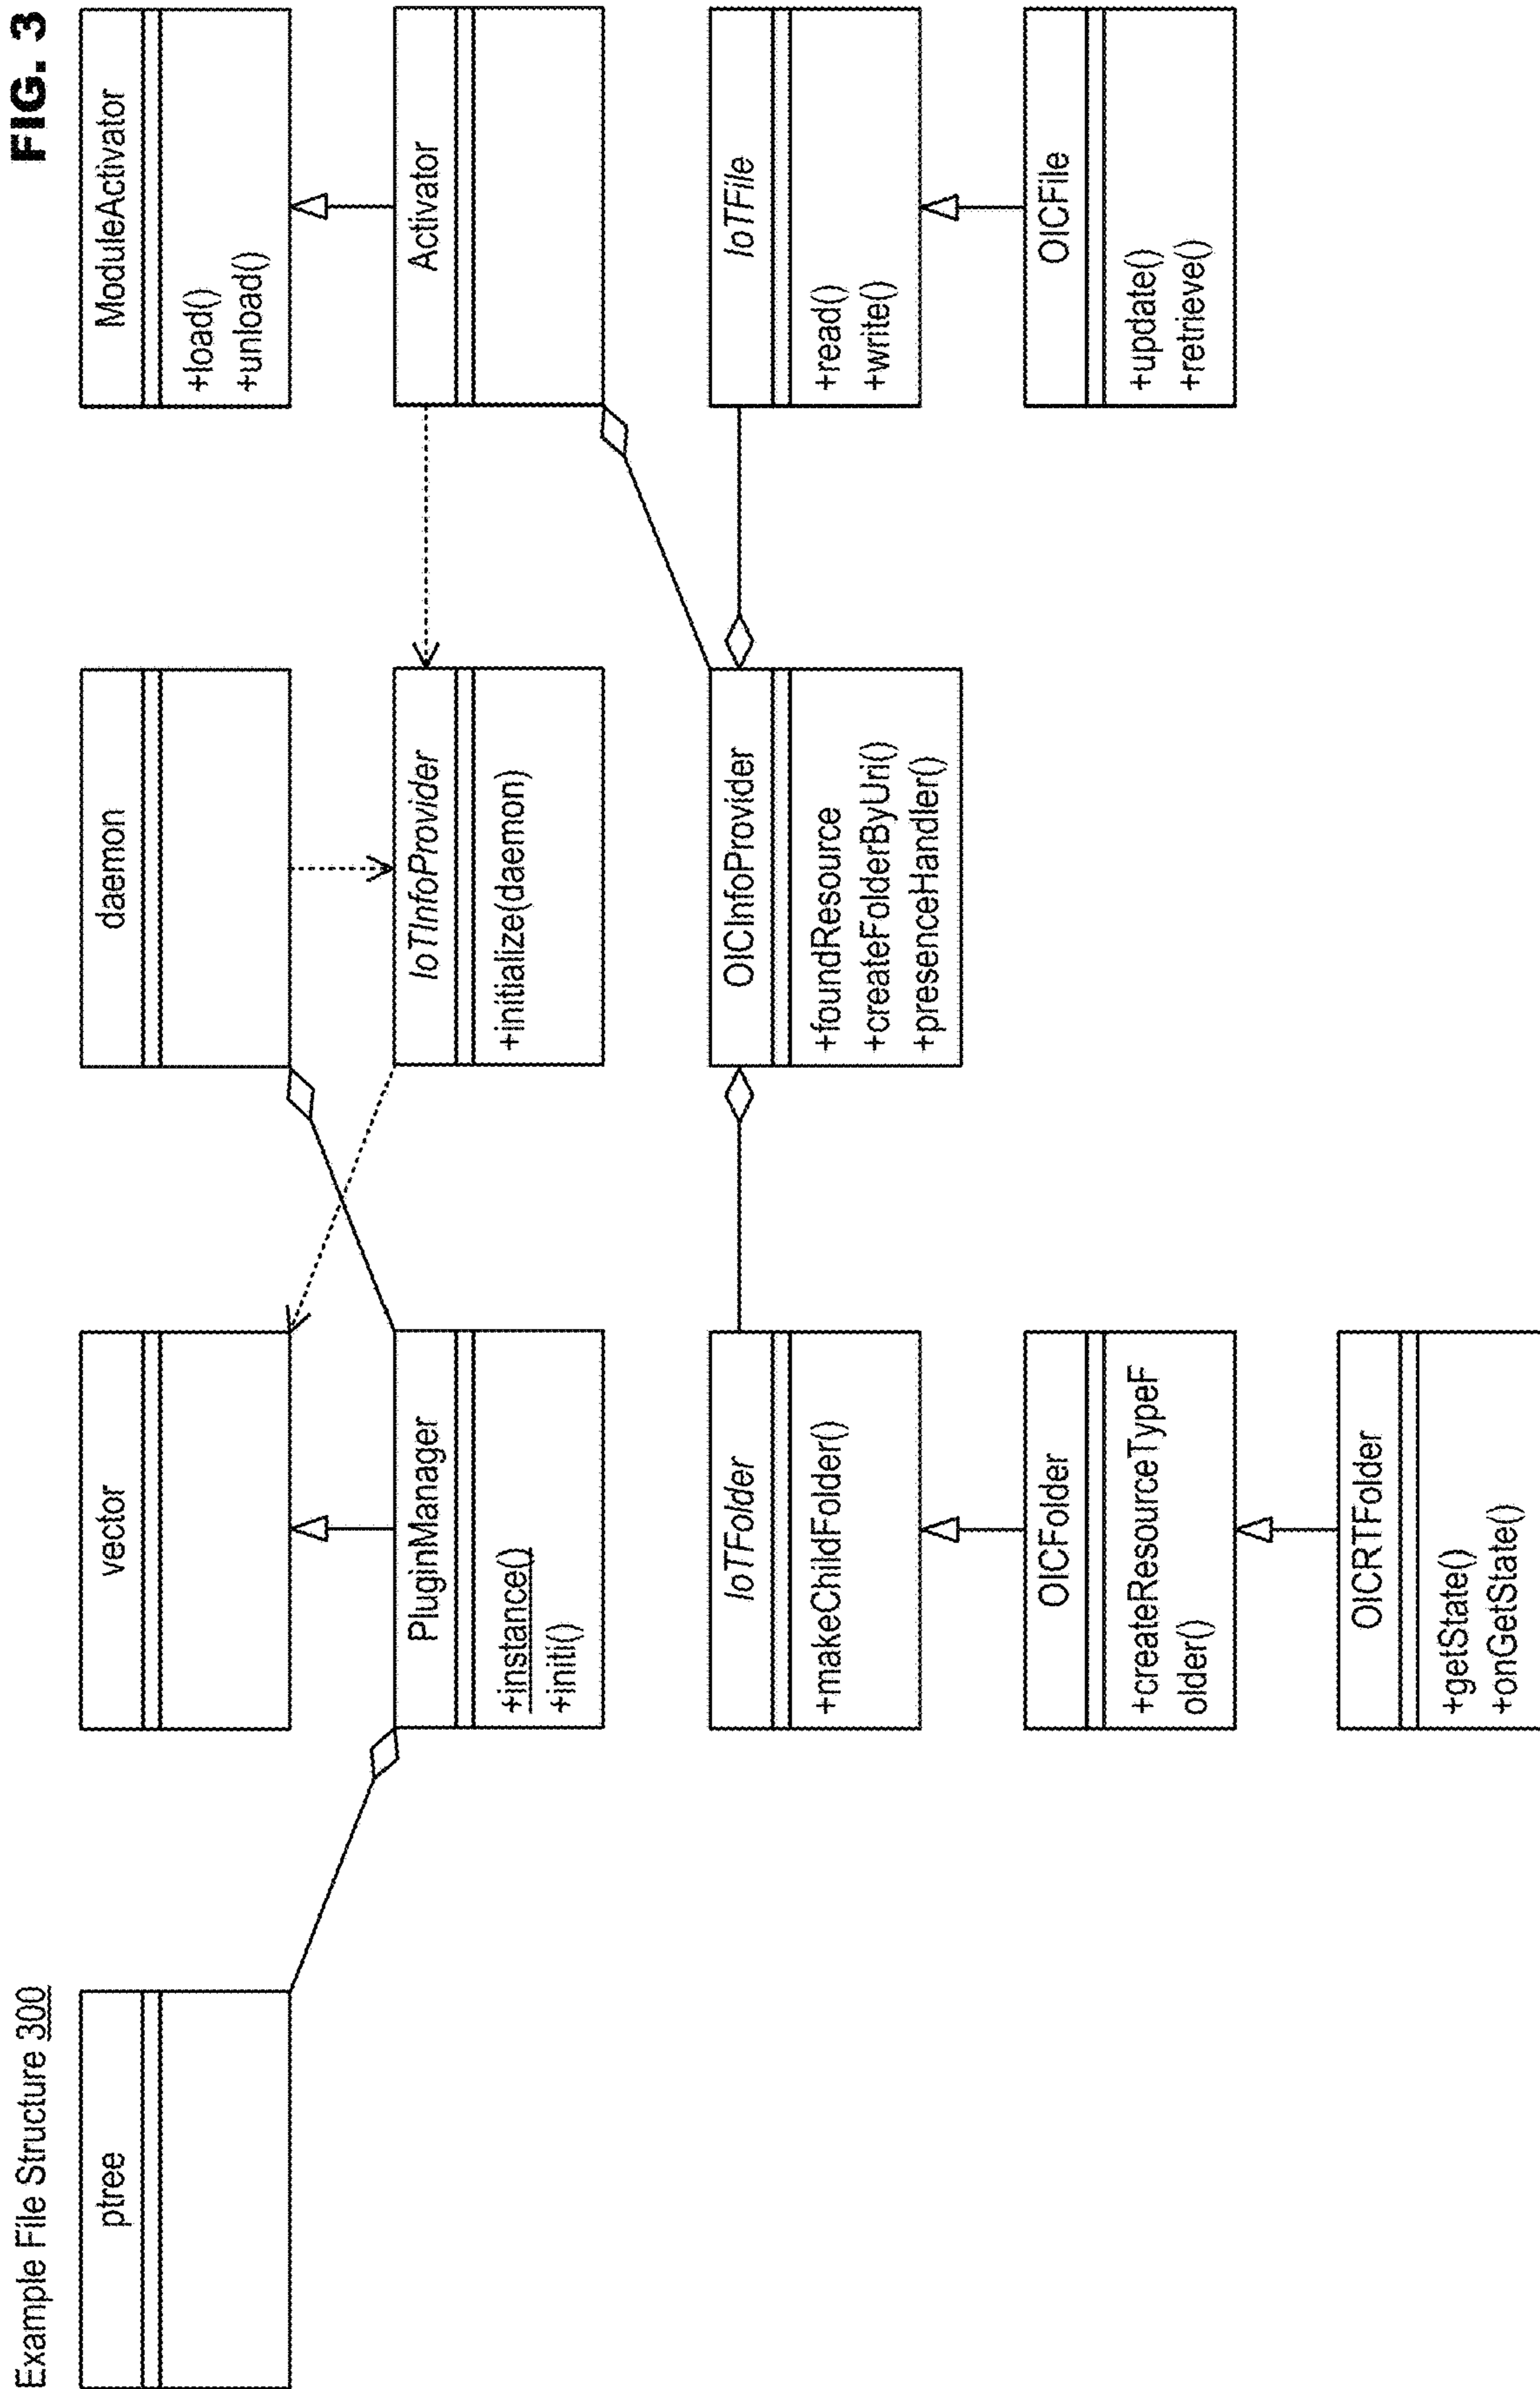 Example File Structure 300
FIG. 3
ptree
vector
daemon
ModuleActivator
+load()
+unload()
PluginManager
+instance()
+initi()
IoTInfoProvider
+initialize(daemon)
Activator
IoTFolder
+makeChildFolder()
OICInfoProvider
+foundResource
+createFolderByUri()
+presenceHandler()
IoTFile
+read()
+write()
OICFolder
+createResourceTypeF
older()
OICFile
+update()
+retrieve()
OICRTFolder
+getState()
+onGetState()